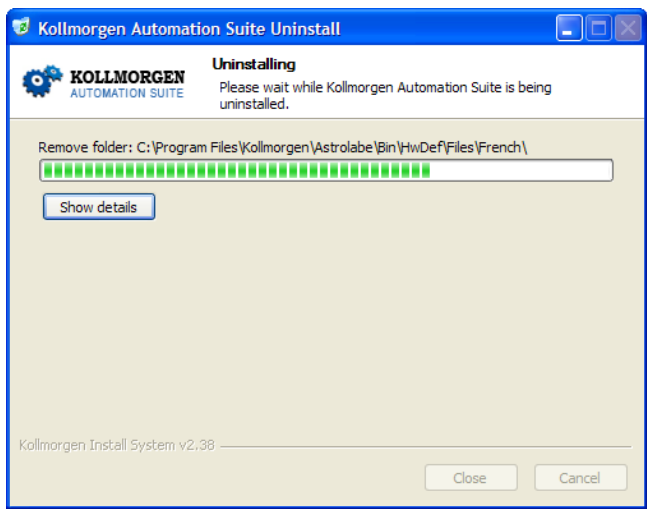 Kollmorgen Automation Suite Uninstall
KOLLMORGEN
AUTOMATION SUITE
Uninstalling
Please wait while Kollmorgen Automation Suite is being
uninstalled.
Remove folder: C:\Program Files\Kollmorgen\Astrolabe\Bin\HwDef\Files\French\
Show details
Kollmorgen Install System v2.38
Close
Cancel